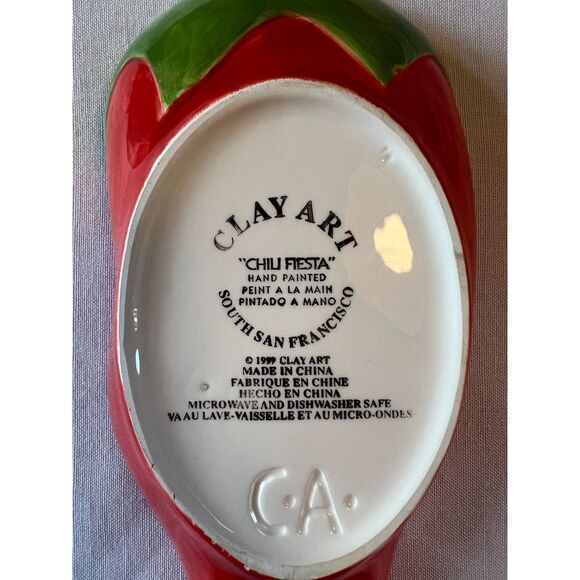 CLAY ART
"CHILI FIESTA"
HAND PAINTED
PEINT A LA MAIN
PINTADO A MANO
SOUTH SAN FRANCISCO
© 1999 CLAY ART
MADE IN CHINA
FABRIQUE EN CHINE
HECHO EN CHINA
MICROWAVE AND DISHWASHER SAFE
VA AU LAVE-VAISSELLE ET AU MICRO-ONDES
C.A.